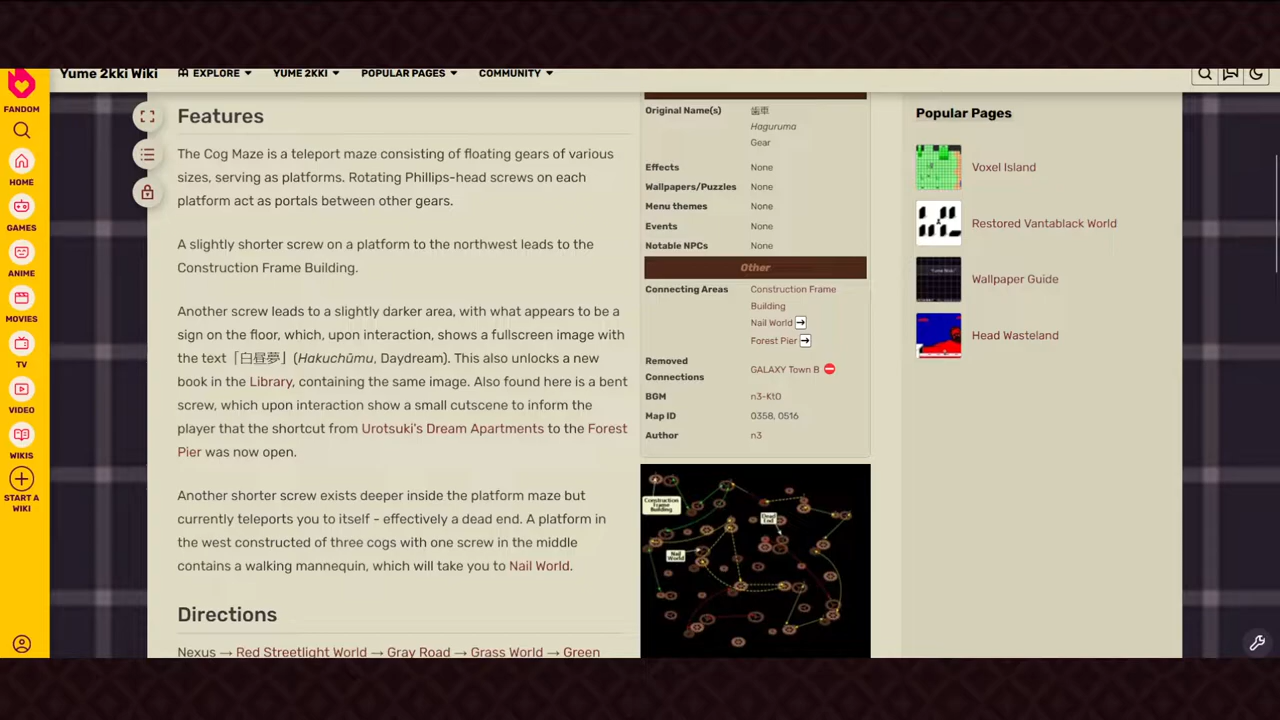 Yume 2kki Wiki
EXPLORE
YUME 2KKI
POPULAR PAGES
COMMUNITY
FANDOM
HOME
GAMES
ANIME
MOVIES
TV
VIDEO
WIKIS
START A
WIKI
Features
The Cog Maze is a teleport maze consisting of floating gears of various
sizes, serving as platforms. Rotating Phillips-head screws on each
platform act as portals between other gears.
A slightly shorter screw on a platform to the northwest leads to the
Construction Frame Building.
Another screw leads to a slightly darker area, with what appears to be a
sign on the floor, which, upon interaction, shows a fullscreen image with
the text「白昼夢」(Hakuchūmu, Daydream). This also unlocks a new
book in the Library, containing the same image. Also found here is a bent
screw, which upon interaction show a small cutscene to inform the
player that the shortcut from Urotsuki's Dream Apartments to the Forest
Pier was now open.
Another shorter screw exists deeper inside the platform maze but
currently teleports you to itself - effectively a dead end. A platform in
the west constructed of three cogs with one screw in the middle
contains a walking mannequin, which will take you to Nail World.
Directions
Nexus → Red Streetlight World → Gray Road → Grass World → Green
Original Name(s) 歯車
Haguruma
Gear
Effects None
Wallpapers/Puzzles None
Menu themes None
Events None
Notable NPCs None
Other
Connecting Areas Construction Frame
Building
Nail World →
Forest Pier →
Removed
Connections GALAXY Town B
BGM n3-Kt0
Map ID 0358, 0516
Author n3
Construction
Frame
Building
Dead
End
Nail
World
Popular Pages
Voxel Island
Restored Vantablack World
Wallpaper Guide
Head Wasteland